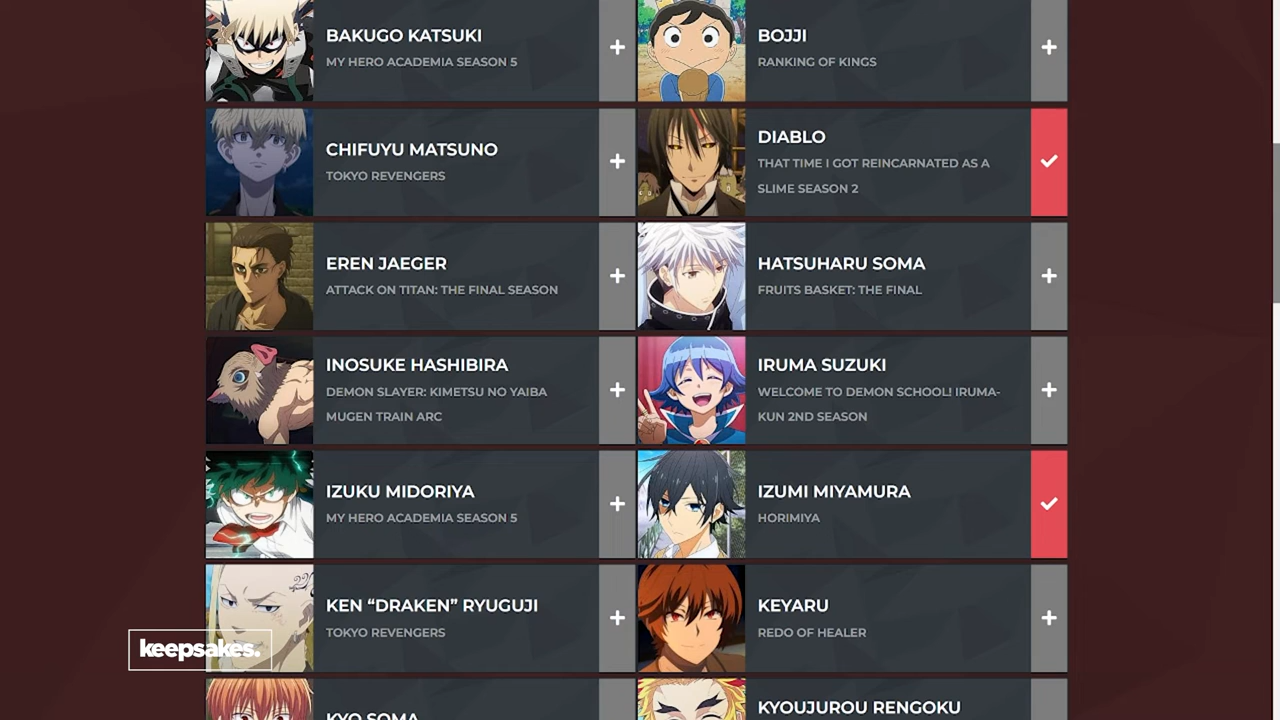 BAKUGO KATSUKI
MY HERO ACADEMIA SEASON 5
BOJJI
RANKING OF KINGS
CHIFUYU MATSUNO
TOKYO REVENGERS
DIABLO
THAT TIME I GOT REINCARNATED AS A
SLIME SEASON 2
EREN JAEGER
ATTACK ON TITAN: THE FINAL SEASON
HATSUHARU SOMA
FRUITS BASKET: THE FINAL
INOSUKE HASHIBIRA
DEMON SLAYER: KIMETSU NO YAIBA
MUGEN TRAIN ARC
IRUMA SUZUKI
WELCOME TO DEMON SCHOOL! IRUMA-
KUN 2ND SEASON
IZUKU MIDORIYA
MY HERO ACADEMIA SEASON 5
IZUMI MIYAMURA
HORIMIYA
KEN “DRAKEN” RYUGUJI
TOKYO REVENGERS
KEYARU
REDO OF HEALER
keepsakes.
KYO SOMA
KYOUJUROU RENGOKU